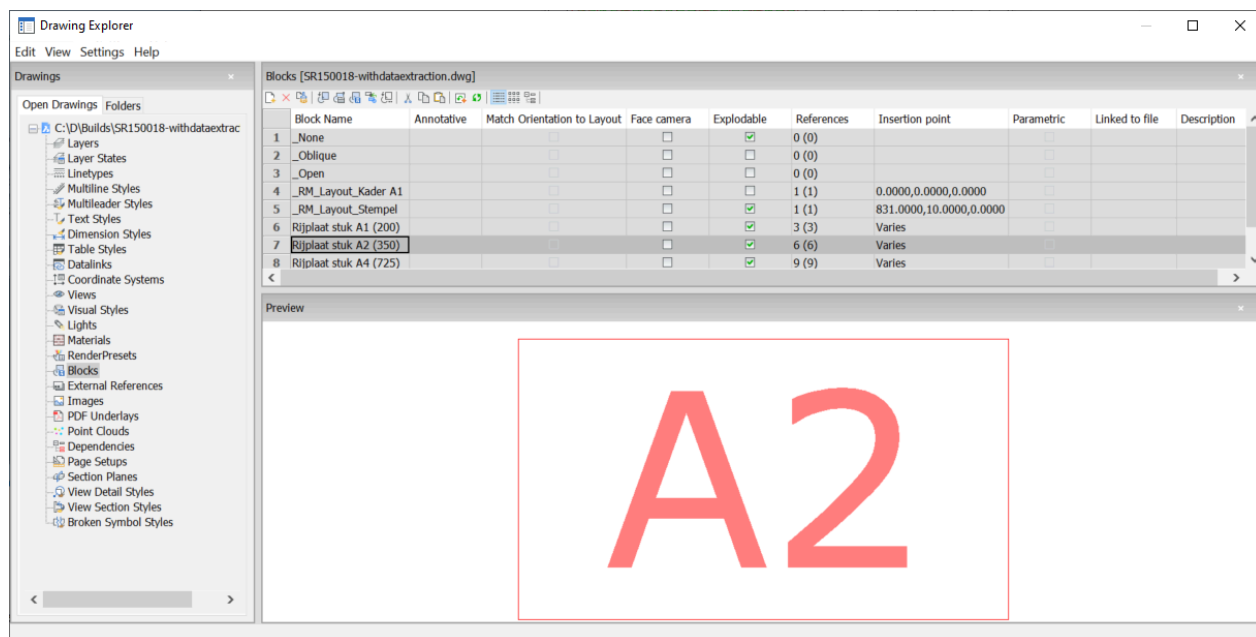 Drawing Explorer
Edit View Settings Help
Drawings
Open Drawings Folders
C:\D\Builds\SR150018-withdataextrac
Layers
Layer States
Linetypes
Multiline Styles
Multileader Styles
Text Styles
Dimension Styles
Table Styles
Datalinks
Coordinate Systems
Views
Visual Styles
Lights
Materials
RenderPresets
Blocks
External References
Images
PDF Underlays
Point Clouds
Dependencies
Page Setups
Section Planes
View Detail Styles
View Section Styles
Broken Symbol Styles
Blocks [SR150018-withdataextraction.dwg]
Block Name Annotative Match Orientation to Layout Face camera Explodable References Insertion point Parametric Linked to file Description
1 _None 0 (0)
2 _Oblique 0 (0)
3 _Open 0 (0)
4 _RM_Layout_Kader A1 1 (1) 0.0000,0.0000,0.0000
5 _RM_Layout_Stempel 1 (1) 831.0000,10.0000,0.0000
6 Rijplaat stuk A1 (200) 3 (3) Varies
7 Rijplaat stuk A2 (350) 6 (6) Varies
8 Rijplaat stuk A4 (725) 9 (9) Varies
Preview
A2